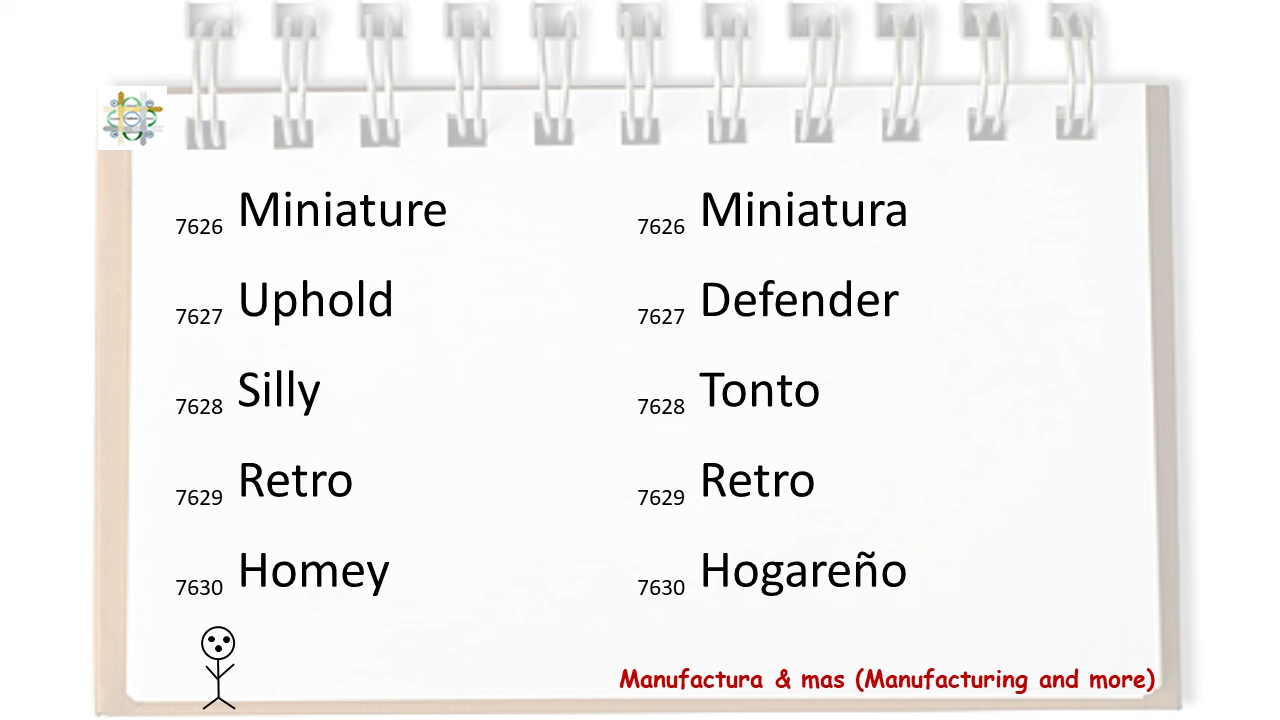 7626 Miniature 7626 Miniatura
7627 Uphold 7627 Defender
7628 Silly 7628 Tonto
7629 Retro 7629 Retro
7630 Homey 7630 Hogareño
Manufactura & mas (Manufacturing and more)